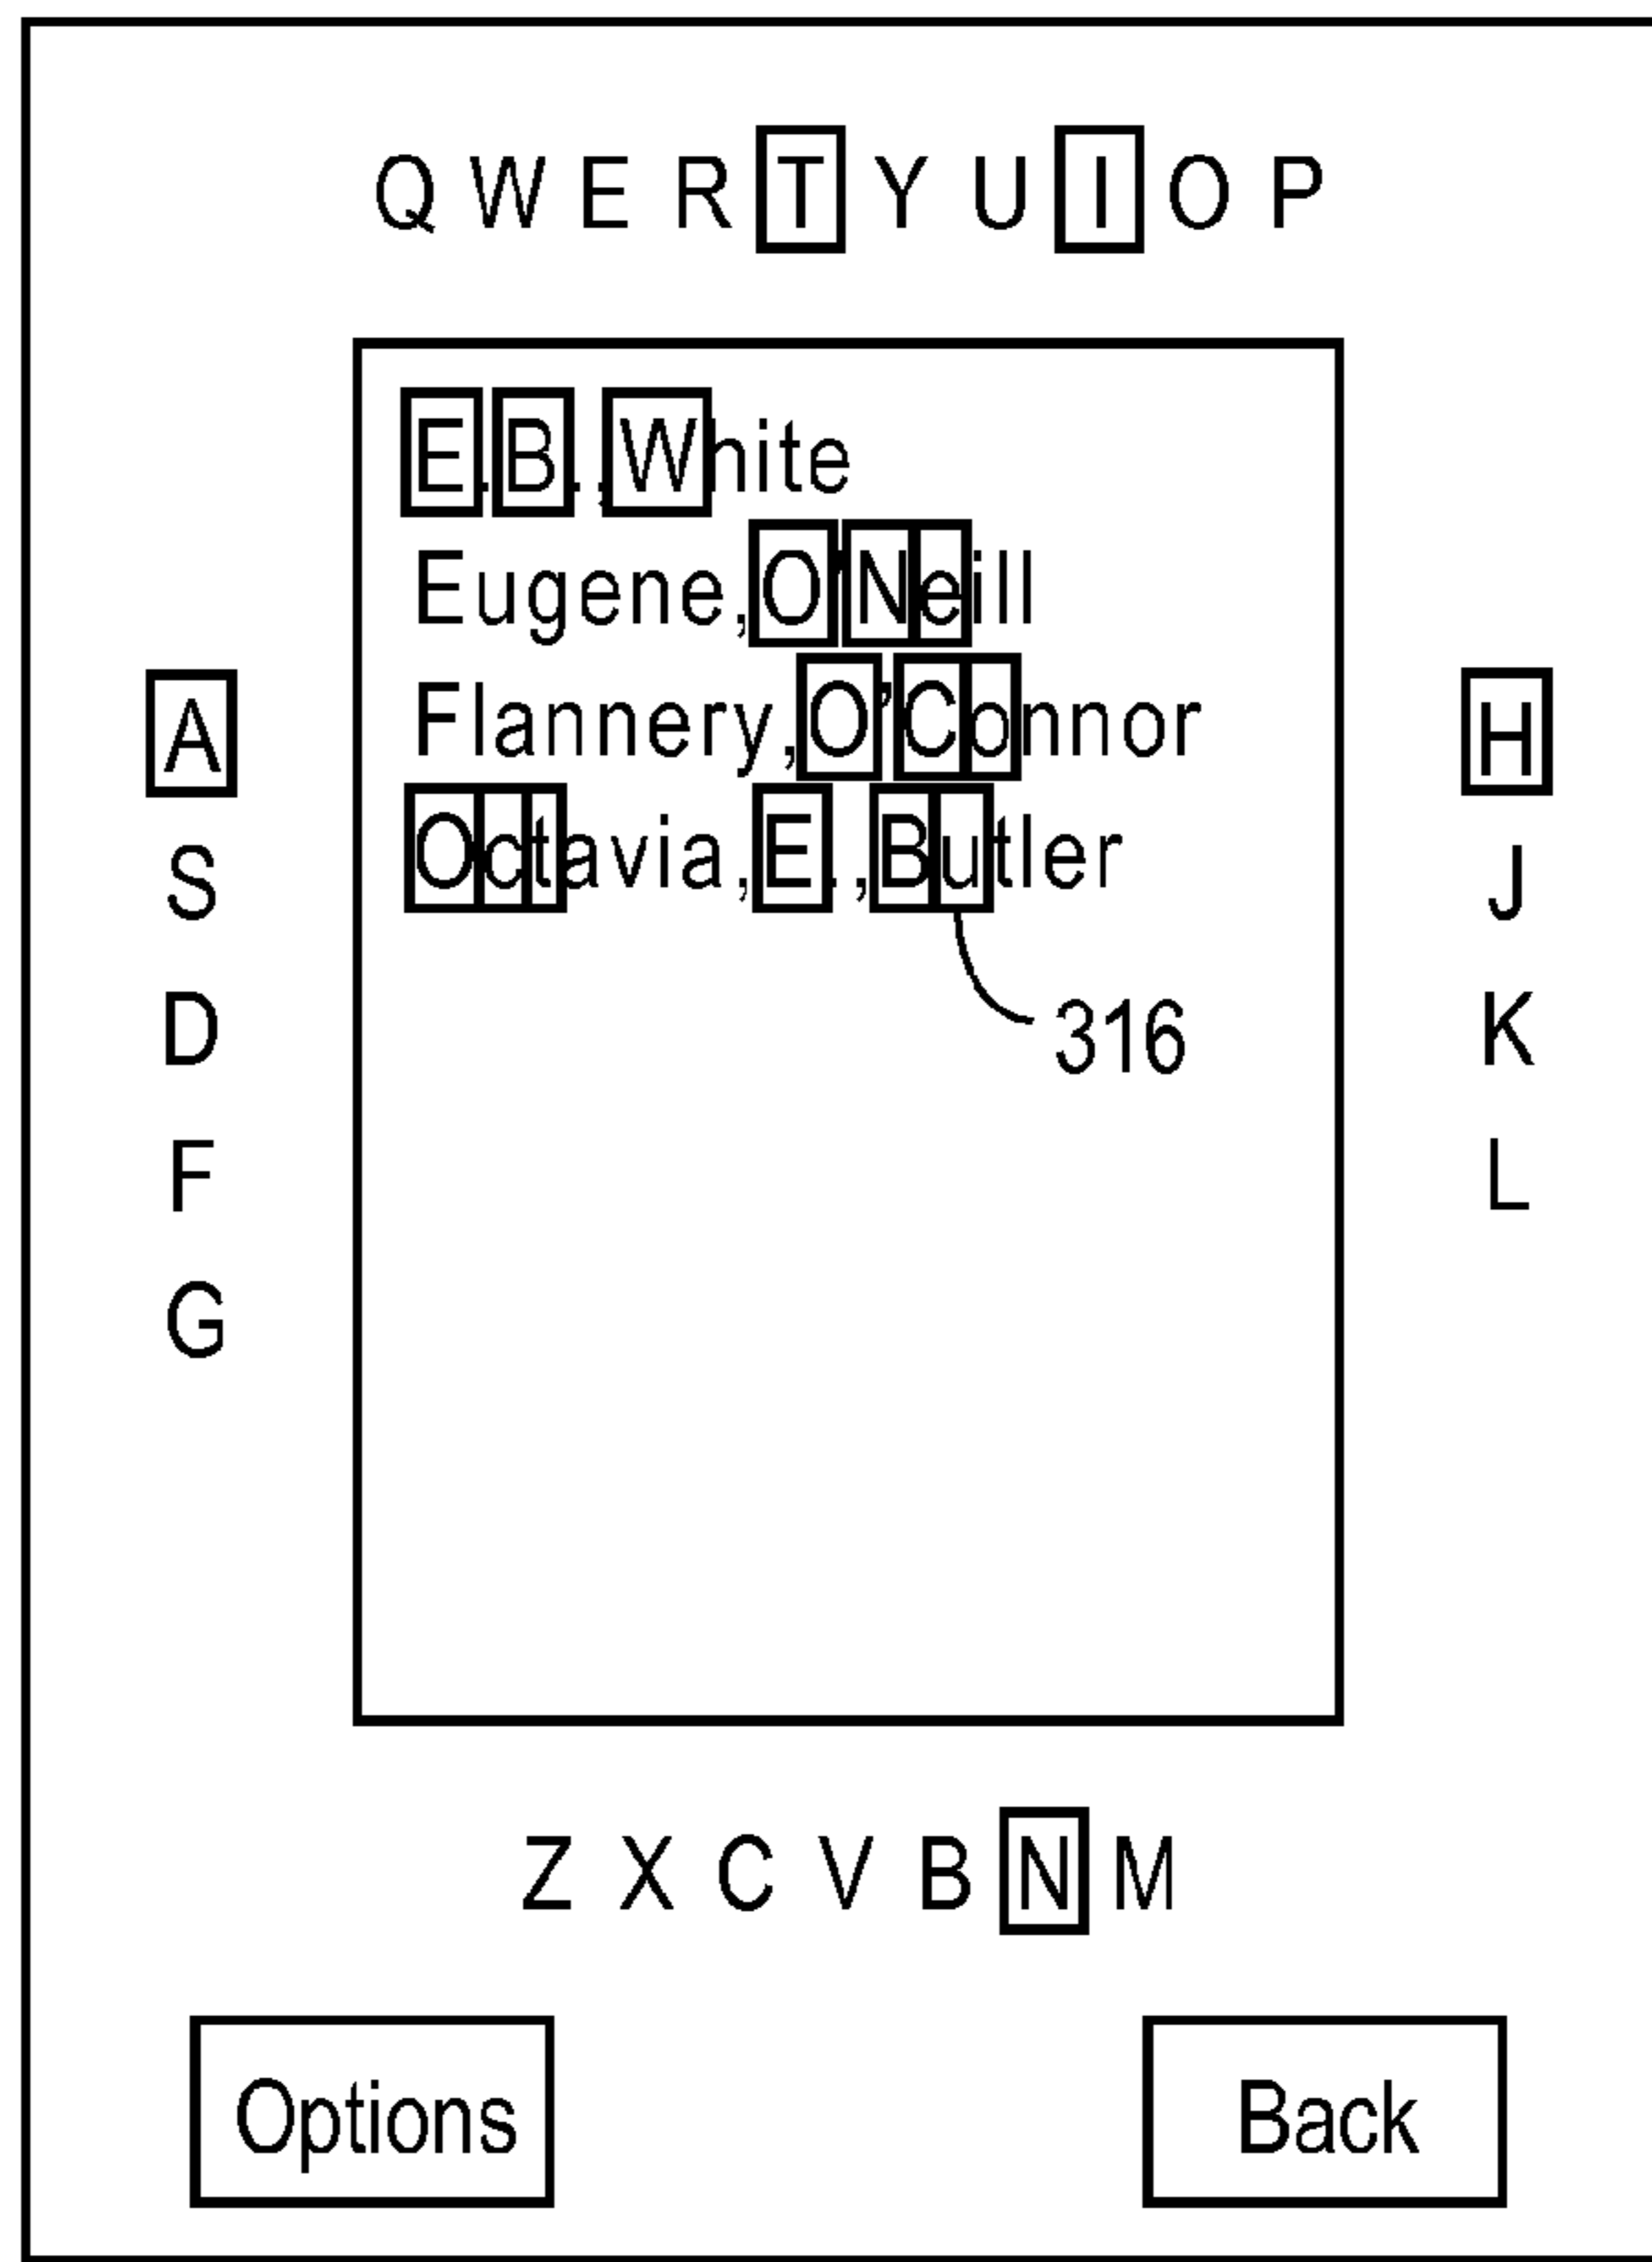 Q W E R T Y U I O P
E.B.,White
Eugene,O'Neill
Flannery,O'Connor
Octavia,E.,Butler
316
A
S
D
F
G
H
J
K
L
Z X C V B N M
Options
Back